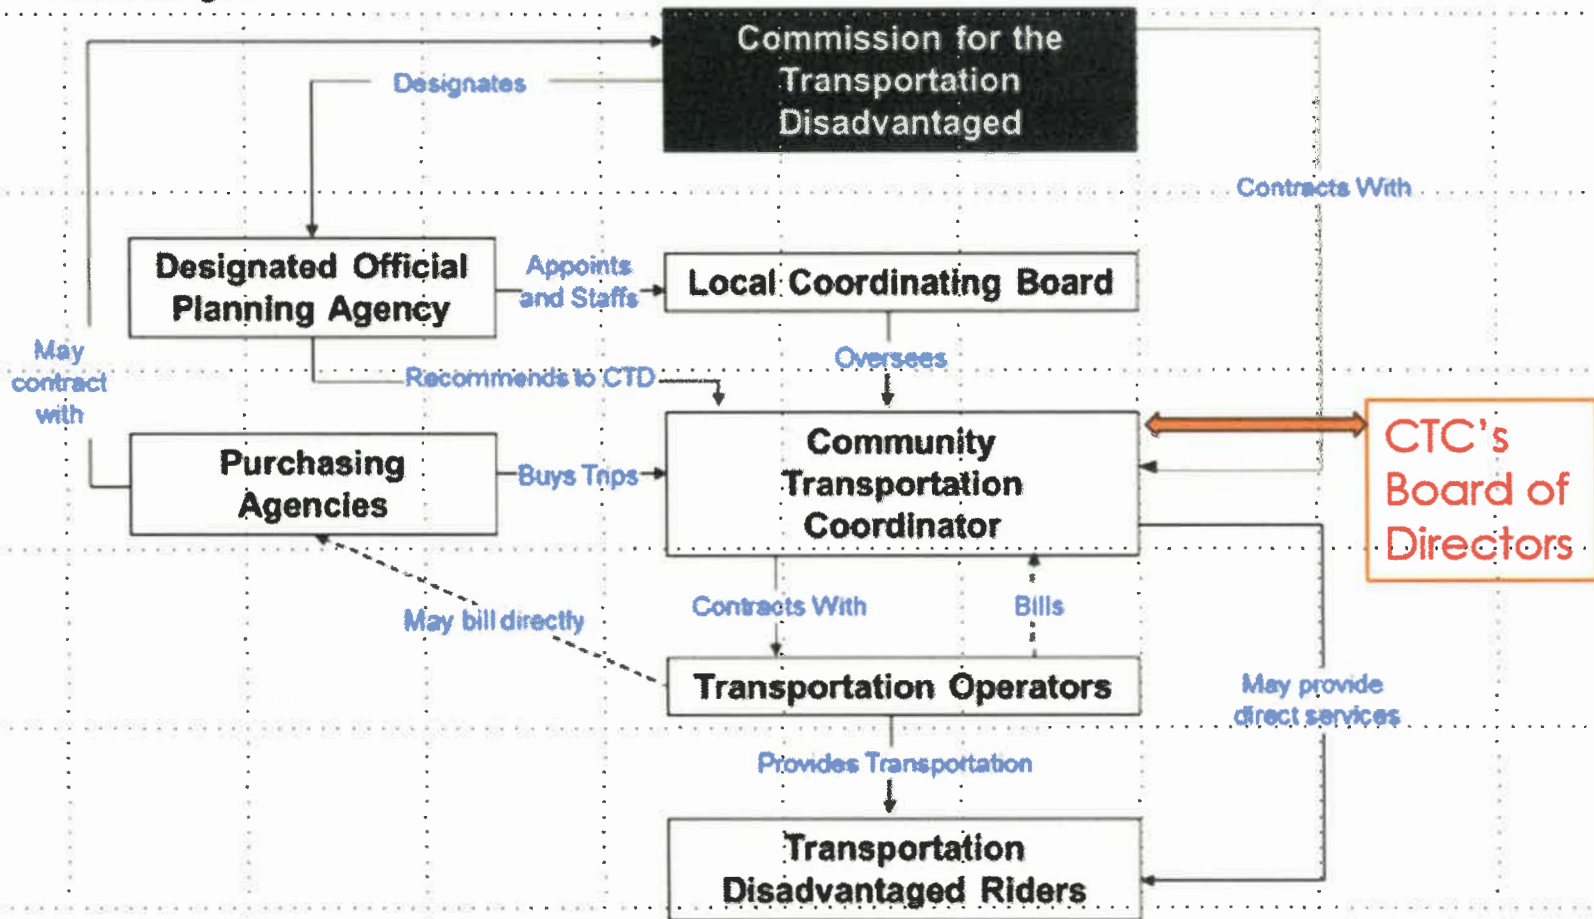 Commission for the
Transportation
Disadvantaged
Designates
Contracts With
Designated Official
Planning Agency
Appoints
and Staffs
Local Coordinating Board
May
contract
with
Recommends to CTD
Oversees
Purchasing
Agencies
Buys Trips
Community
Transportation
Coordinator
CTC's
Board of
Directors
May bill directly
Contracts With
Bills
Transportation Operators
May provide
direct services
Provides Transportation
Transportation
Disadvantaged Riders